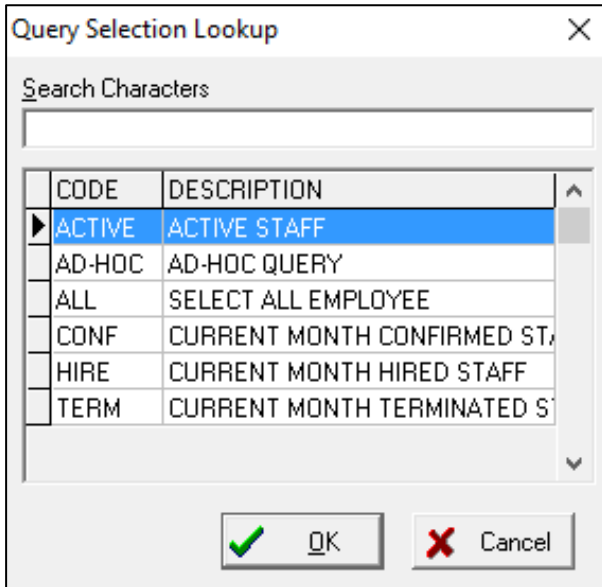 Query Selection Lookup
Search Characters
CODE DESCRIPTION
ACTIVE ACTIVE STAFF
AD-HOC AD-HOC QUERY
ALL SELECT ALL EMPLOYEE
CONF CURRENT MONTH CONFIRMED
HIRE CURRENT MONTH HIRED STAFF
TERM CURRENT MONTH TERMINATED
OK Cancel